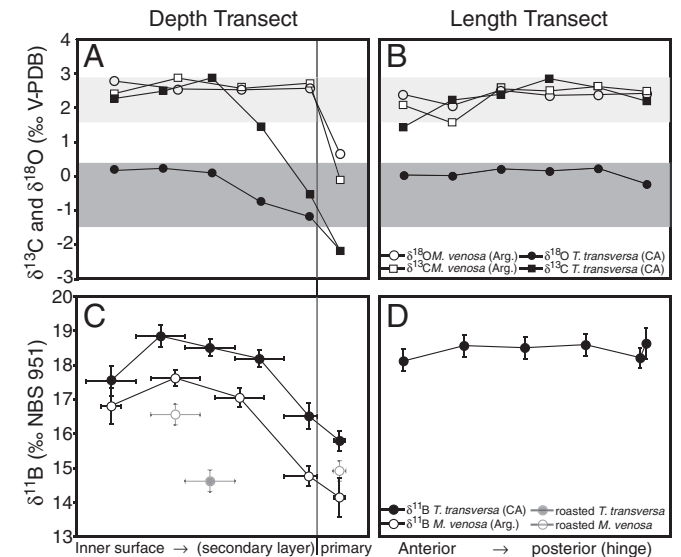 Depth Transect
Length Transect
4
3
2
1
0
-1
-2
-3
δ¹³C and δ¹⁸O (‰ V-PDB)
A
B
δ¹⁸O M. venosa (Arg.) δ¹⁸O T. transversa (CA)
δ¹³C M. venosa (Arg.) δ¹³C T. transversa (CA)
20
19
18
17
16
15
14
13
δ¹¹B (‰ NBS 951)
C
D
δ¹¹B T. transversa (CA) roasted T. transversa
δ¹¹B M. venosa (Arg.) roasted M. venosa
Inner surface → (secondary layer) primary
Anterior → posterior (hinge)